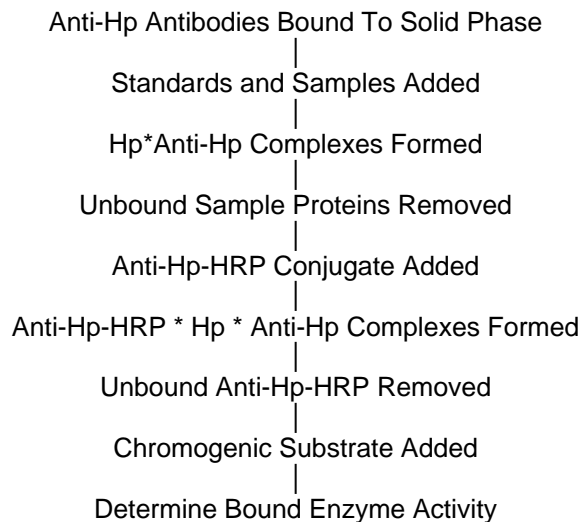 Anti-Hp Antibodies Bound To Solid Phase
Standards and Samples Added
Hp*Anti-Hp Complexes Formed
Unbound Sample Proteins Removed
Anti-Hp-HRP Conjugate Added
Anti-Hp-HRP * Hp * Anti-Hp Complexes Formed
Unbound Anti-Hp-HRP Removed
Chromogenic Substrate Added
Determine Bound Enzyme Activity